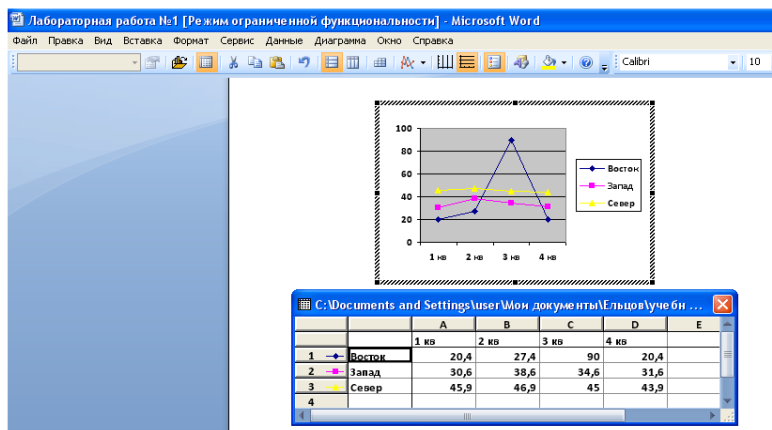 Лабораторная работа №1 [Режим ограниченной функциональности] - Microsoft Word
Файл Правка Вид Вставка Формат Сервис Данные Диаграмма Окно Справка
Calibri 10
100
80
60
40
20
0
1 кв 2 кв 3 кв 4 кв
Восток
Запад
Север
C:\Documents and Settings\user\Мои документы\Ельцов\учебн ...
A B C D E
1 кв 2 кв 3 кв 4 кв
1 Восток 20,4 27,4 90 20,4
2 Запад 30,6 38,6 34,6 31,6
3 Север 45,9 46,9 45 43,9
4